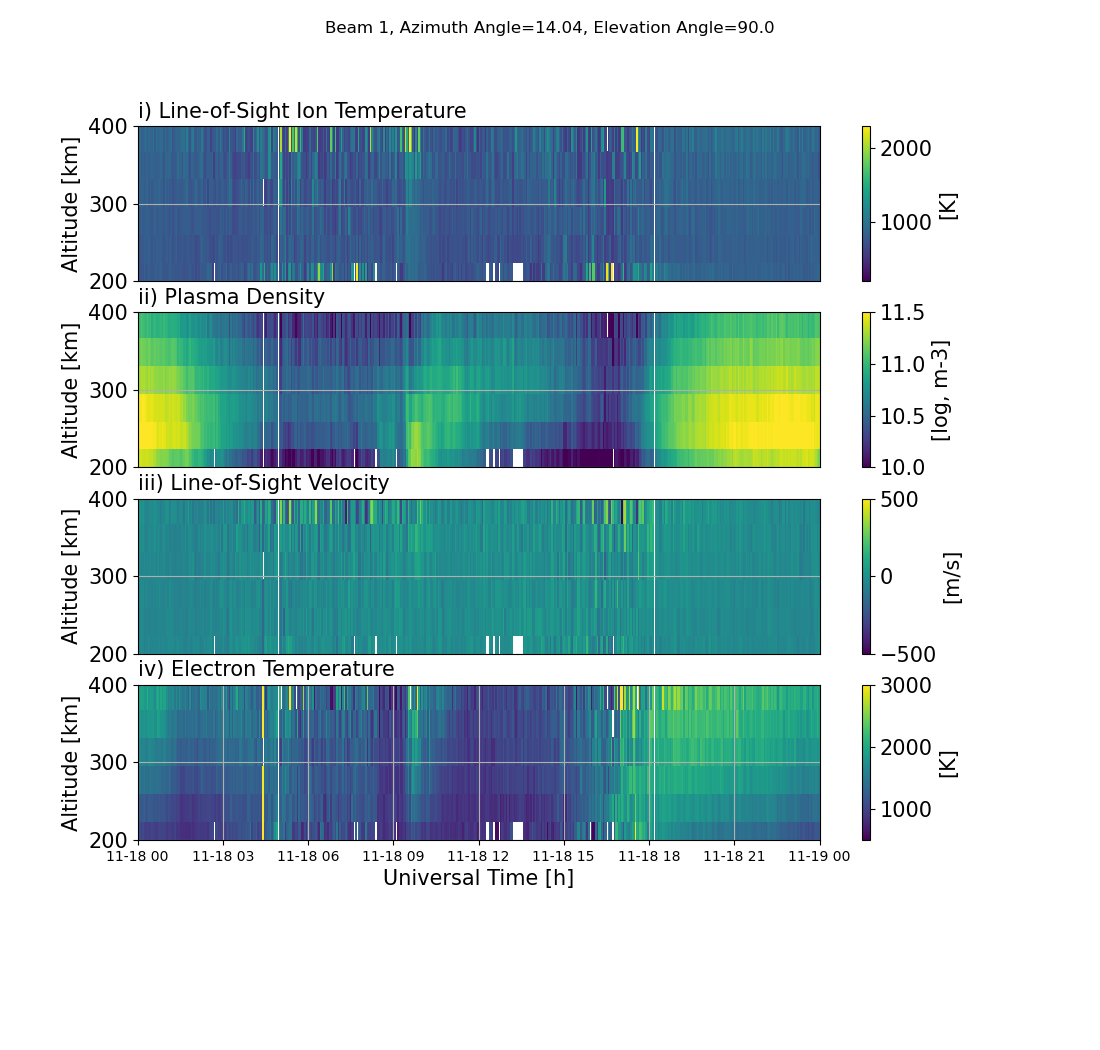 Beam 1, Azimuth Angle=14.04, Elevation Angle=90.0
i) Line-of-Sight Ion Temperature
400
300
200
Altitude [km]
2000
1000
[K]
ii) Plasma Density
400
300
200
Altitude [km]
11.5
11.0
10.5
10.0
[log, m-3]
iii) Line-of-Sight Velocity
400
300
200
Altitude [km]
500
0
−500
[m/s]
iv) Electron Temperature
400
300
200
Altitude [km]
3000
2000
1000
[K]
11-18 00 11-18 03 11-18 06 11-18 09 11-18 12 11-18 15 11-18 18 11-18 21 11-19 00
Universal Time [h]